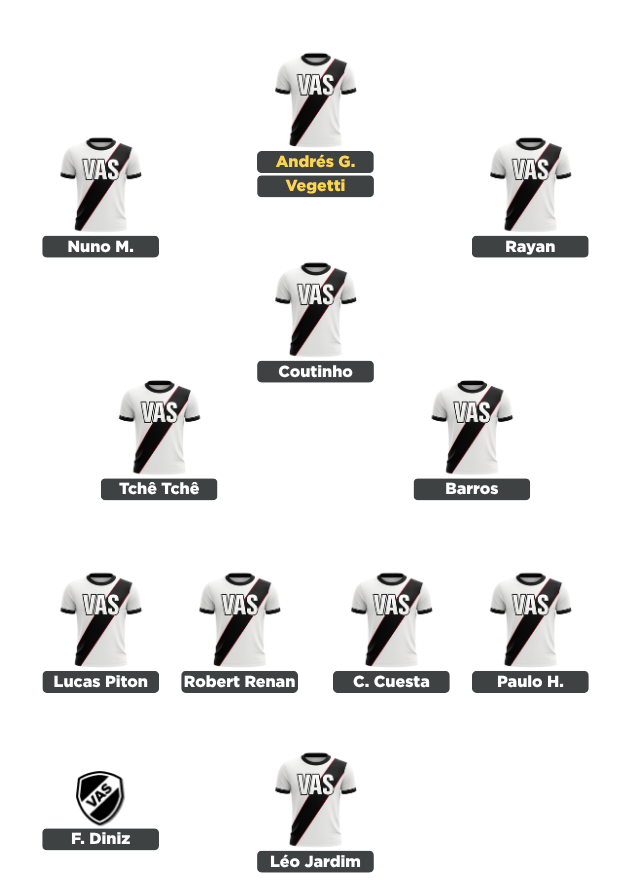 VAS
Andrés G.
Vegetti
VAS
Nuno M.
VAS
Rayan
VAS
Coutinho
VAS
Tchê Tchê
VAS
Barros
VAS
Lucas Piton
VAS
Robert Renan
VAS
C. Cuesta
VAS
Paulo H.
VAS
F. Diniz
VAS
Léo Jardim